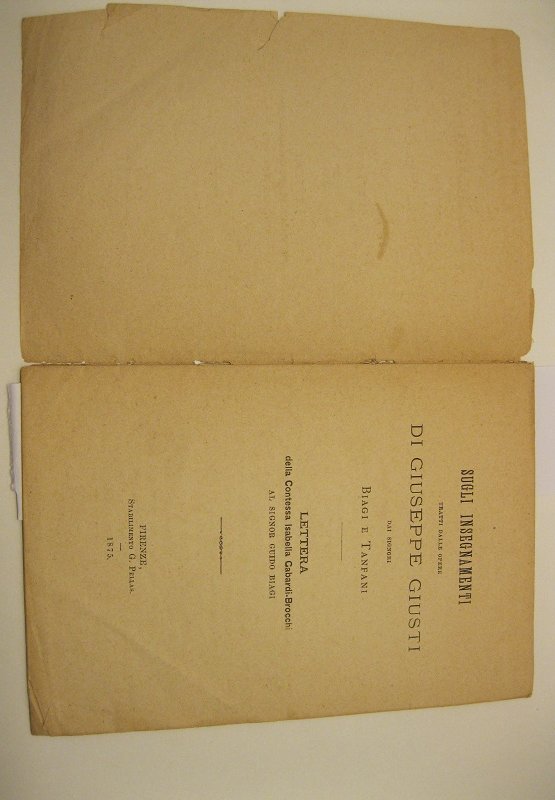 SUGLI INSEGNAMENTI
TRATTI DALLE OPERE
DI GIUSEPPE GIUSTI
DAI SIGNORI
BIAGI E TANFANI
LETTERA
della Contessa Isabella Cabardi-Brocchi
AL SIGNOR GUIDO BIAGI
FIRENZE,
STABILIMENTO G. PELLAS.
1875.